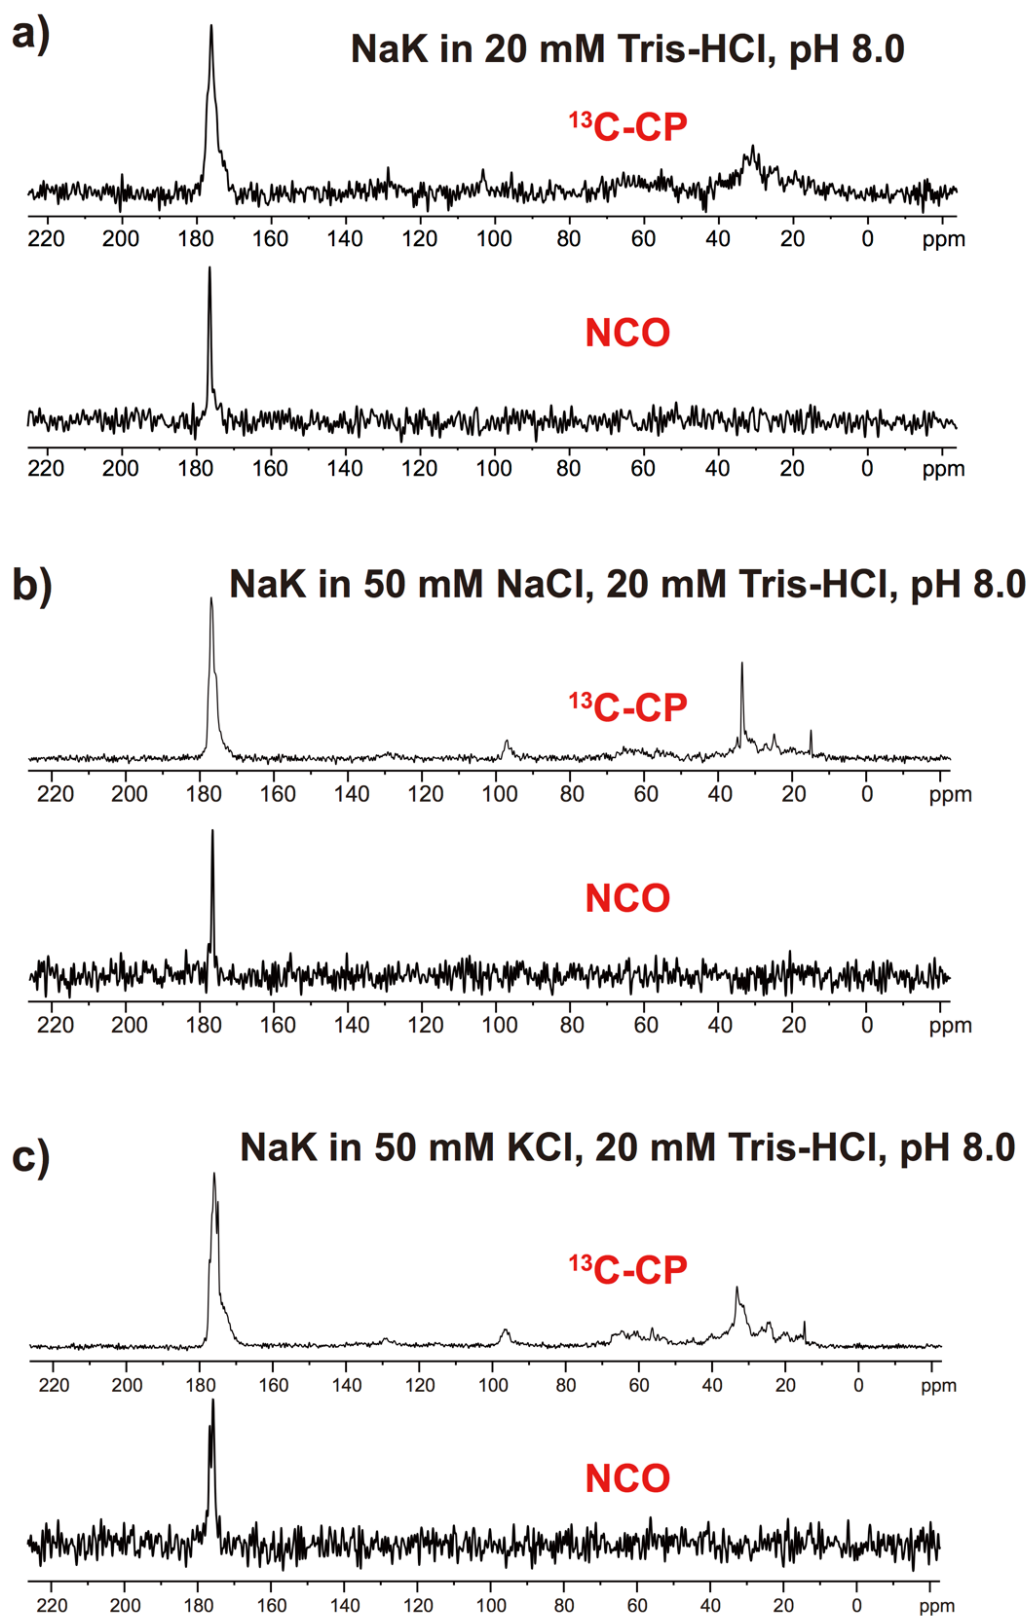 a)
NaK in 20 mM Tris-HCl, pH 8.0
¹³C-CP
220 200 180 160 140 120 100 80 60 40 20 0 ppm
NCO
220 200 180 160 140 120 100 80 60 40 20 0 ppm
b)
NaK in 50 mM NaCl, 20 mM Tris-HCl, pH 8.0
¹³C-CP
220 200 180 160 140 120 100 80 60 40 20 0 ppm
NCO
220 200 180 160 140 120 100 80 60 40 20 0 ppm
c)
NaK in 50 mM KCl, 20 mM Tris-HCl, pH 8.0
¹³C-CP
220 200 180 160 140 120 100 80 60 40 20 0 ppm
NCO
220 200 180 160 140 120 100 80 60 40 20 0 ppm